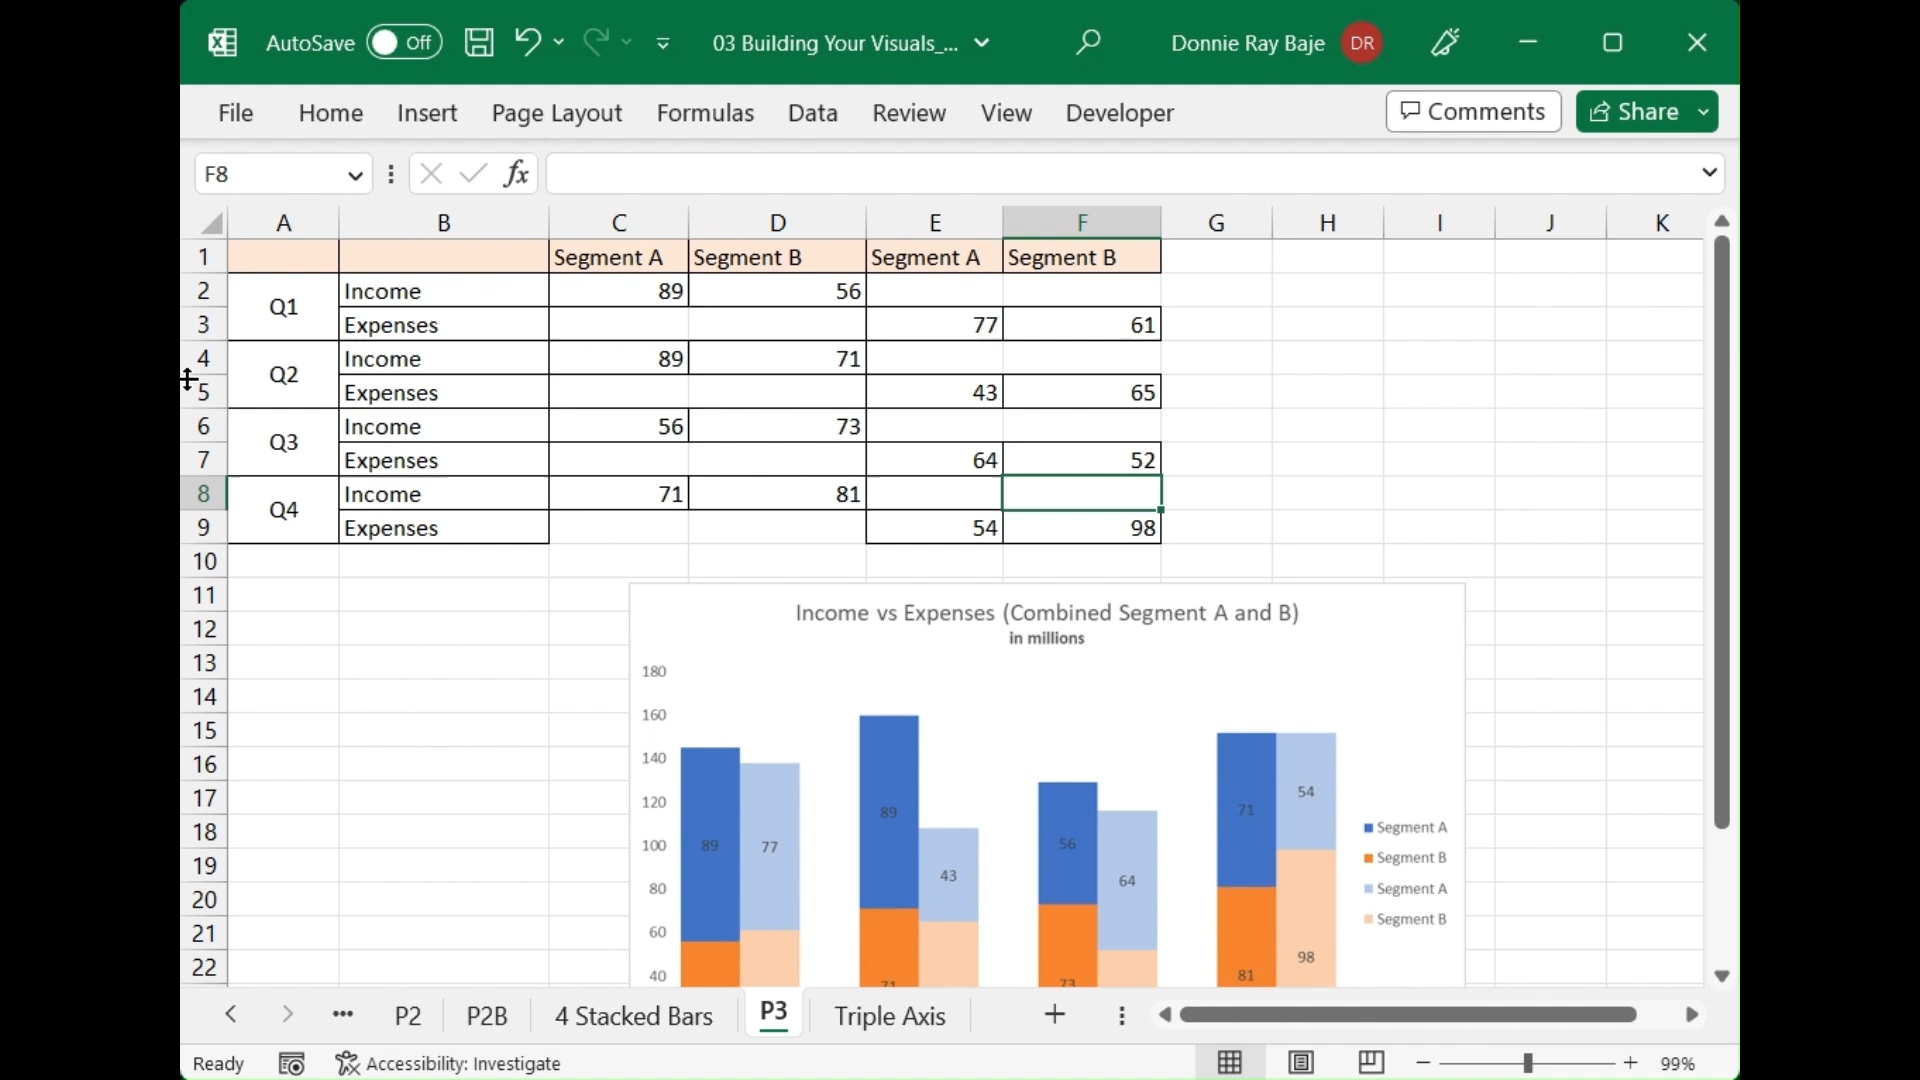 AutoSave Off 03 Building Your Visuals_... Donnie Ray Baje DR
File Home Insert Page Layout Formulas Data Review View Developer Comments Share
F8 fx
A B C D E F G H I J K
1 Segment A Segment B Segment A Segment B
2 Q1 Income 89 56
3 Expenses 77 61
4 Q2 Income 89 71
5 Expenses 43 65
6 Q3 Income 56 73
7 Expenses 64 52
8 Q4 Income 71 81
9 Expenses 54 98
10
11
12
13
14
15
16
17
18
19
20
21
22
Income vs Expenses (Combined Segment A and B)
in millions
180
160
140
120
100
80
60
40
89 77 89 43 56 64 71 54
71 73 81 98
Segment A
Segment B
Segment A
Segment B
P2 P2B 4 Stacked Bars P3 Triple Axis
Ready Accessibility: Investigate 99%